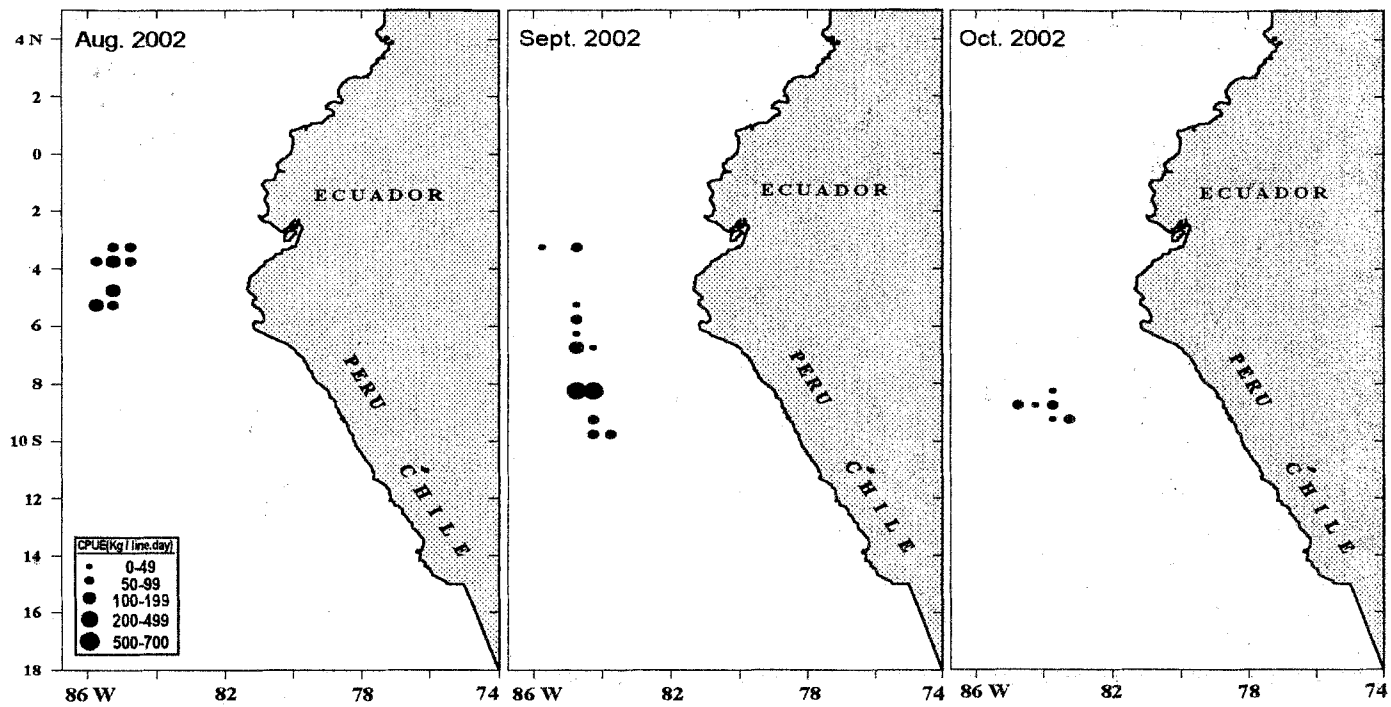 Aug. 2002
Sept. 2002
Oct. 2002
4 N
2
0
2
4
6
8
10 S
12
14
16
18
ECUADOR
PERU
CHILE
ECUADOR
PERU
CHILE
ECUADOR
PERU
CHILE
CPUE(Kg / line.day)
0-49
50-99
100-199
200-499
500-700
86 W 82 78 74
86 W 82 78 74
86 W 82 78 74